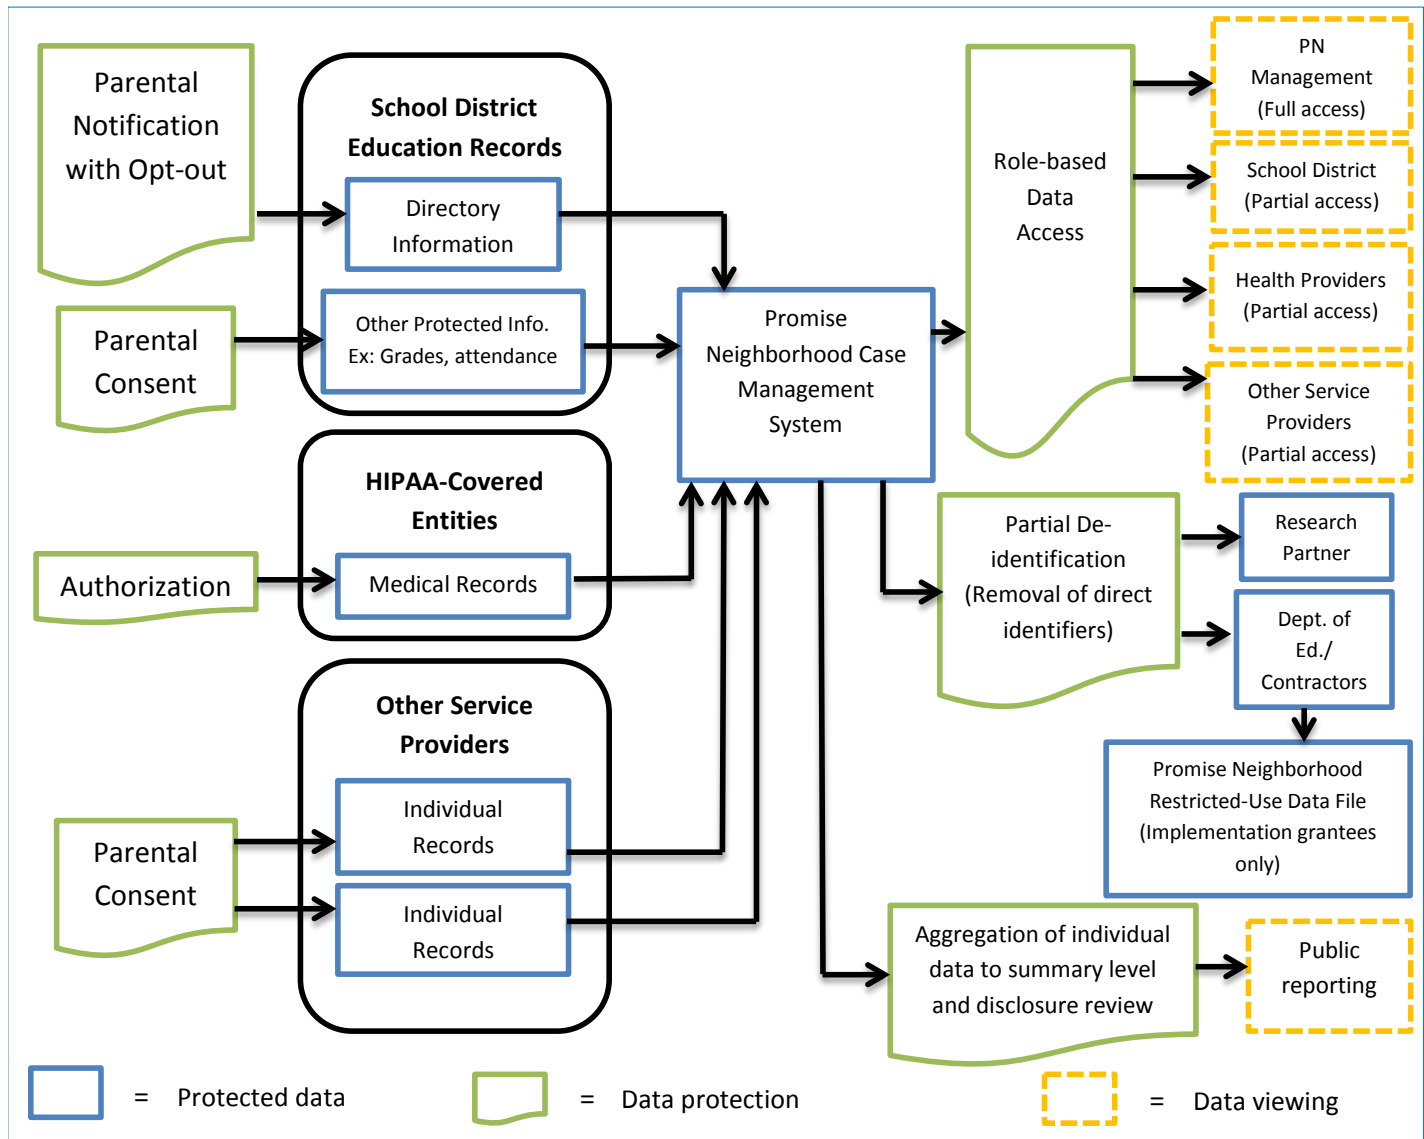 Parental
Notification
with Opt-out
Parental
Consent
Authorization
Parental
Consent
School District
Education Records
Directory
Information
Other Protected Info.
Ex: Grades, attendance
HIPAA-Covered
Entities
Medical Records
Other Service
Providers
Individual
Records
Individual
Records
Promise
Neighborhood Case
Management
System
Role-based
Data
Access
PN
Management
(Full access)
School District
(Partial access)
Health Providers
(Partial access)
Other Service
Providers
(Partial access)
Partial De-
identification
(Removal of direct
identifiers)
Research
Partner
Dept. of
Ed./
Contractors
Promise Neighborhood
Restricted-Use Data File
(Implementation grantees
only)
Aggregation of individual
data to summary level
and disclosure review
Public
reporting
= Protected data
= Data protection
= Data viewing